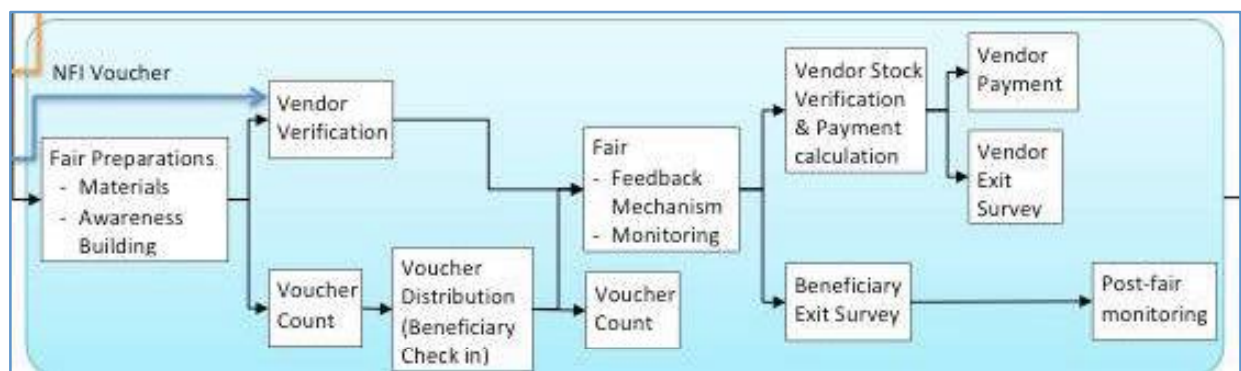 NFI Voucher
Fair Preparations
- Materials
- Awareness
Building
Vendor
Verification
Voucher
Count
Voucher
Distribution
(Beneficiary
Check in)
Fair
- Feedback
Mechanism
- Monitoring
Voucher
Count
Vendor Stock
Verification
& Payment
calculation
Vendor
Payment
Vendor
Exit
Survey
Beneficiary
Exit Survey
Post-fair
monitoring